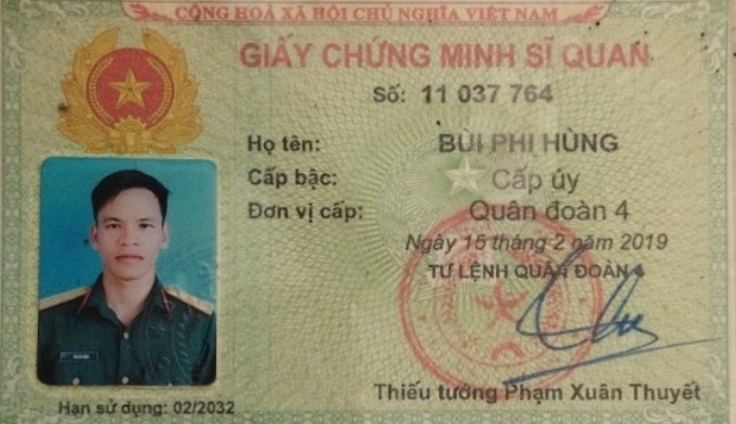 CỘNG HOÀ XÃ HỘI CHỦ NGHĨA VIỆT NAM
GIẤY CHỨNG MINH SĨ QUAN
Số: 11 037 764
Họ tên: BÙI PHI HÙNG
Cấp bậc: Cấp úy
Đơn vị cấp: Quân đoàn 4
Ngày 15 tháng 2 năm 2019
TƯ LỆNH QUÂN ĐOÀN 4
Thiếu tướng Phạm Xuân Thuyết
Hạn sử dụng: 02/2032